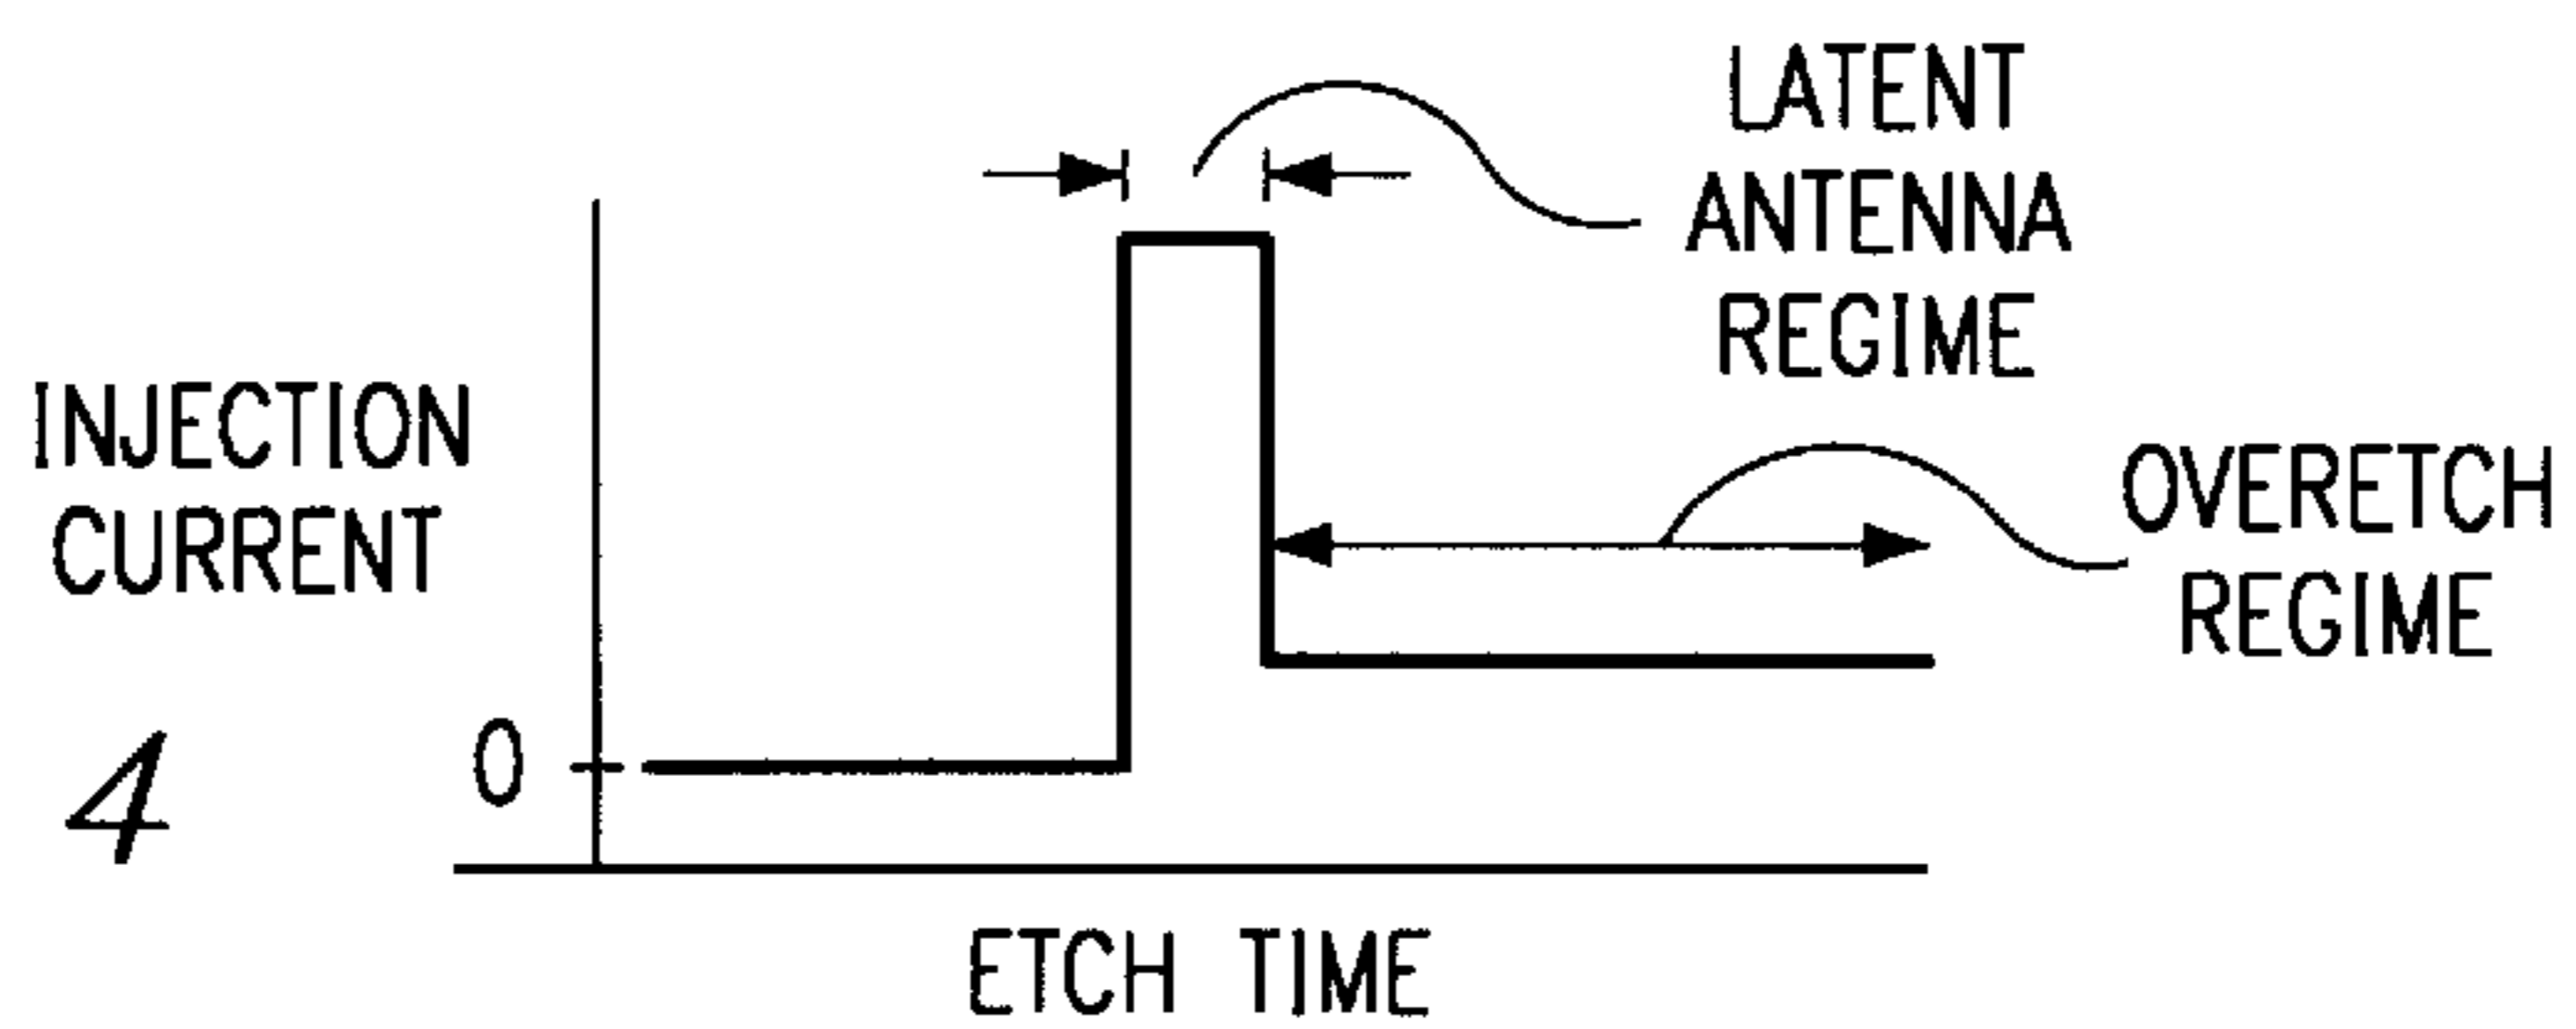 LATENT
ANTENNA
REGIME
INJECTION
CURRENT
OVERETCH
REGIME
0
4
ETCH TIME